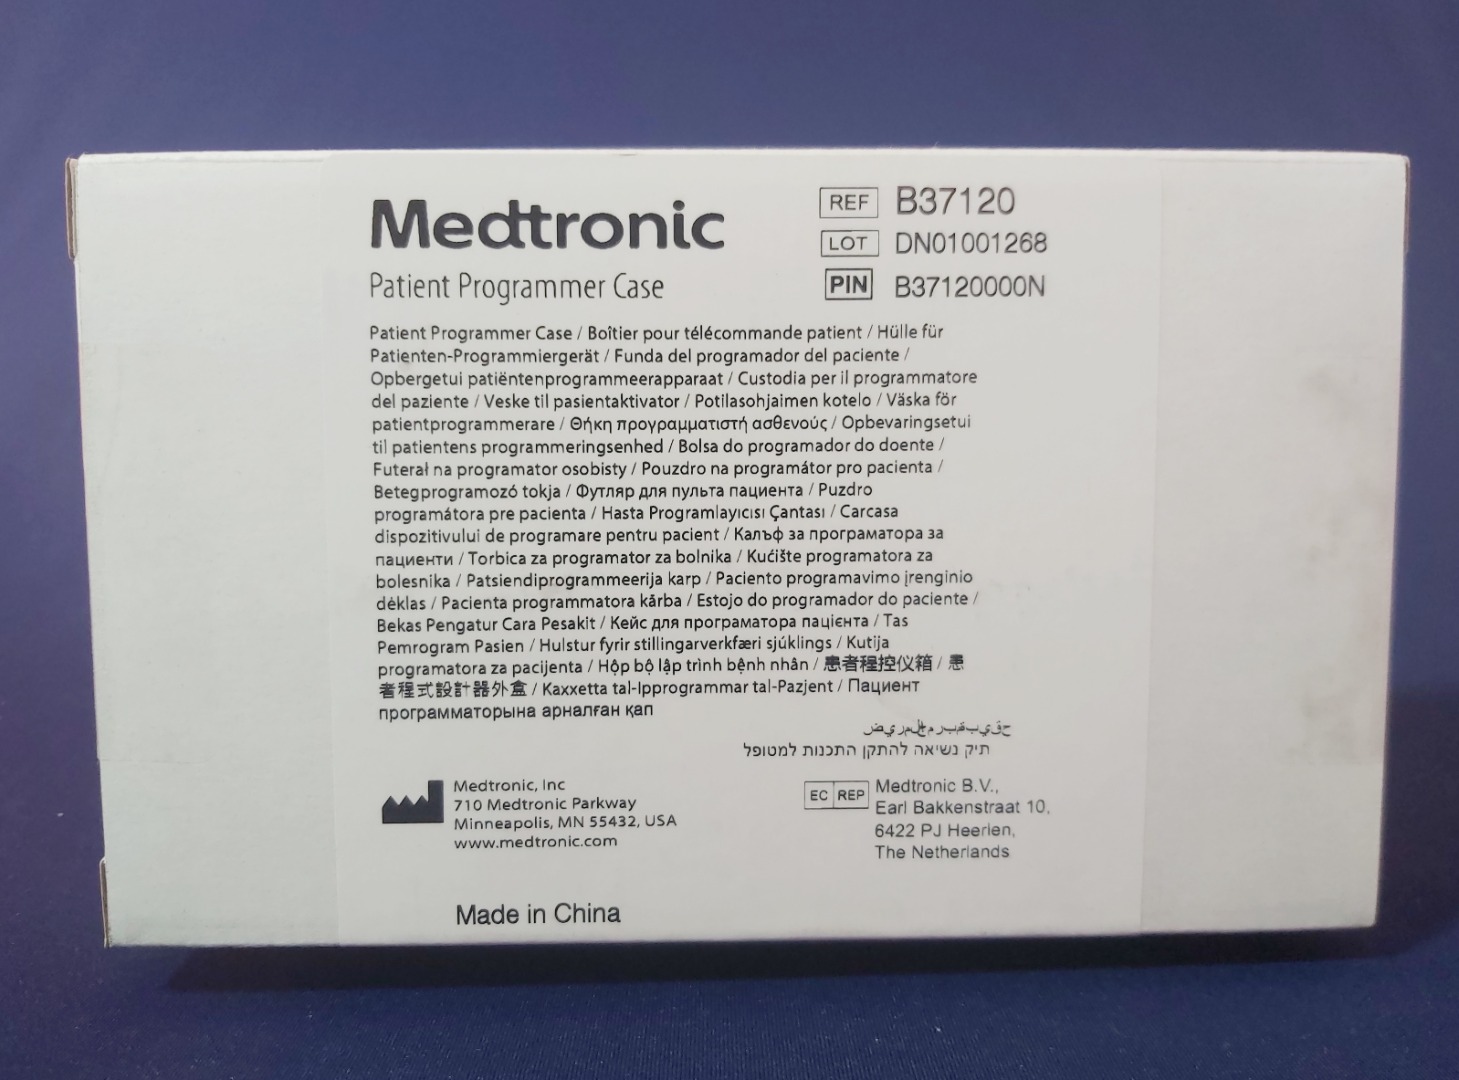 Medtronic
Patient Programmer Case
REF B37120
LOT DN01001268
PIN B37120000N
Patient Programmer Case / Boîtier pour télécommande patient / Hülle für
Patienten-Programmiergerät / Funda del programador del paciente /
Opbergetui patiëntenprogrammeerapparaat / Custodia per il programmatore
del paziente / Veske til pasientaktivator / Potilasohjaimen kotelo / Väska för
patientprogrammerare / Θήκη προγραμματιστή ασθενούς / Opbevaringsetui
til patientens programmeringsenhed / Bolsa do programador do doente /
Futerał na programator osobisty / Pouzdro na programátor pro pacienta /
Betegprogramozó tokja / Футляр для пульта пациента / Puzdro
programátora pre pacienta / Hasta Programlayıcısı Çantası / Carcasa
dispozitivului de programare pentru pacient / Калъф за програматора за
пациенти / Torbica za programator za bolnika / Kućište programatora za
bolesnika / Patsiendiprogrammeerija karp / Paciento programavimo įrenginio
dėklas / Pacienta programmatora kārba / Estojo do programador do paciente /
Bekas Pengatur Cara Pesakit / Кейс для програматора пацієнта / Tas
Pemrogram Pasien / Hulstur fyrir stillingarverkfæri sjúklings / Kutija
programatora za pacijenta / Hộp bộ lập trình bệnh nhân / 患者程控仪箱 / 患
者程式設計器外盒 / Kaxxetta tal-Ipprogrammar tal-Pazjent / Пациент
программаторына арналған қап
תיק נשיאה להתקן התכנות למטופל
Medtronic, Inc
710 Medtronic Parkway
Minneapolis, MN 55432, USA
www.medtronic.com
EC REP
Medtronic B.V.,
Earl Bakkenstraat 10,
6422 PJ Heerlen,
The Netherlands
Made in China